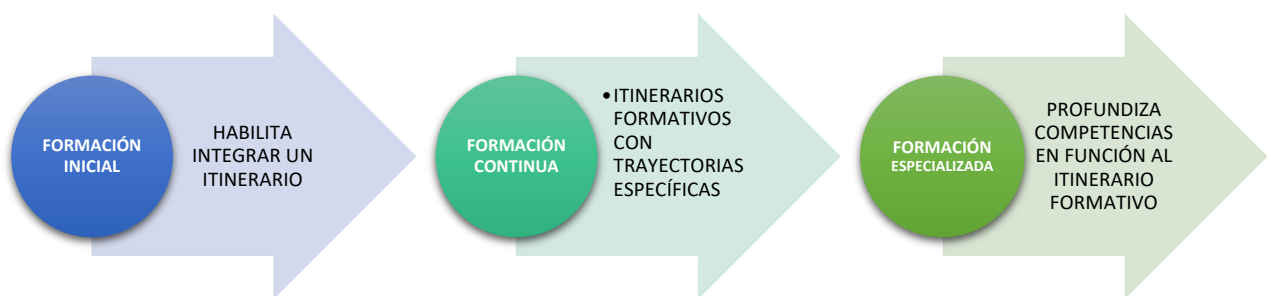 FORMACIÓN
INICIAL
HABILITA
INTEGRAR UN
ITINERARIO
FORMACIÓN
CONTINUA
•ITINERARIOS
FORMATIVOS
CON
TRAYECTORIAS
ESPECÍFICAS
FORMACIÓN
ESPECIALIZADA
PROFUNDIZA
COMPETENCIAS
EN FUNCIÓN AL
ITINERARIO
FORMATIVO